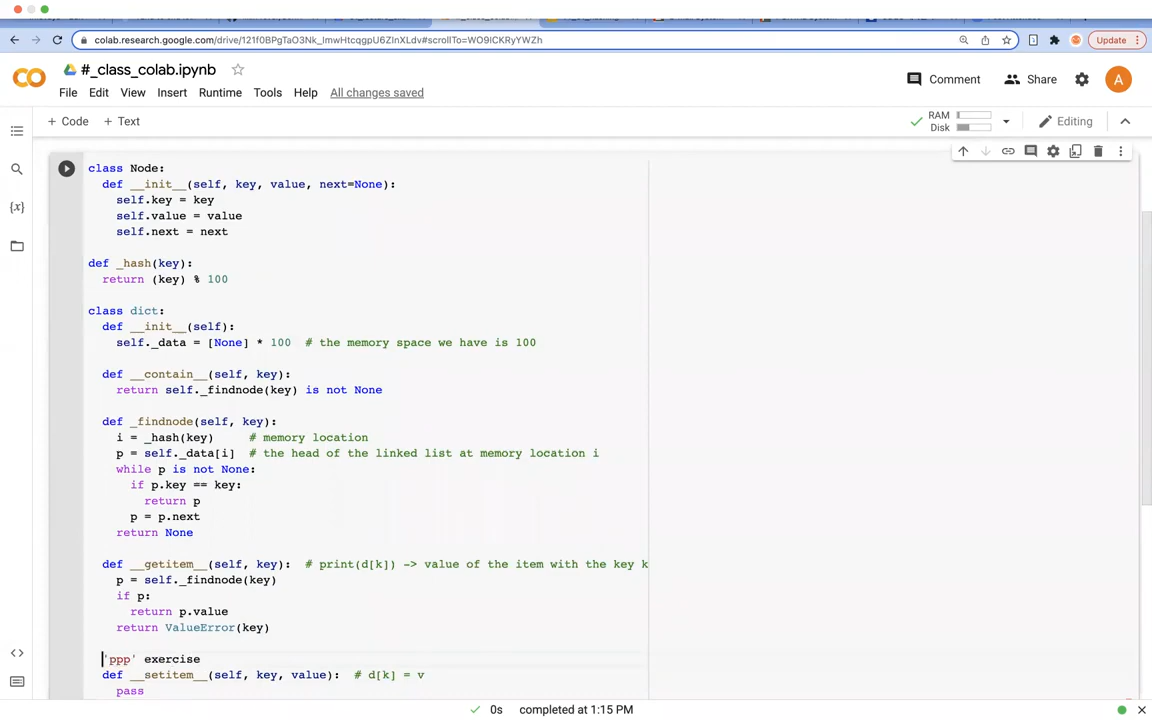 colab.research.google.com/drive/121f0BPgTaO3Nk_lmwHtcqgpU6ZlnXLdv#scrollTo=WO9lCKRyYWZh
Update
#_class_colab.ipynb
File Edit View Insert Runtime Tools Help All changes saved
Comment Share A
+ Code + Text
RAM
Disk
Editing
class Node:
def __init__(self, key, value, next=None):
self.key = key
self.value = value
self.next = next
def _hash(key):
return (key) % 100
class dict:
def __init__(self):
self._data = [None] * 100 # the memory space we have is 100
def __contain__(self, key):
return self._findnode(key) is not None
def _findnode(self, key):
i = _hash(key) # memory location
p = self._data[i] # the head of the linked list at memory location i
while p is not None:
if p.key == key:
return p
p = p.next
return None
def __getitem__(self, key): # print(d[k]) -> value of the item with the key k
p = self._findnode(key)
if p:
return p.value
return ValueError(key)
'ppp' exercise
def __setitem__(self, key, value): # d[k] = v
pass
0s completed at 1:15 PM